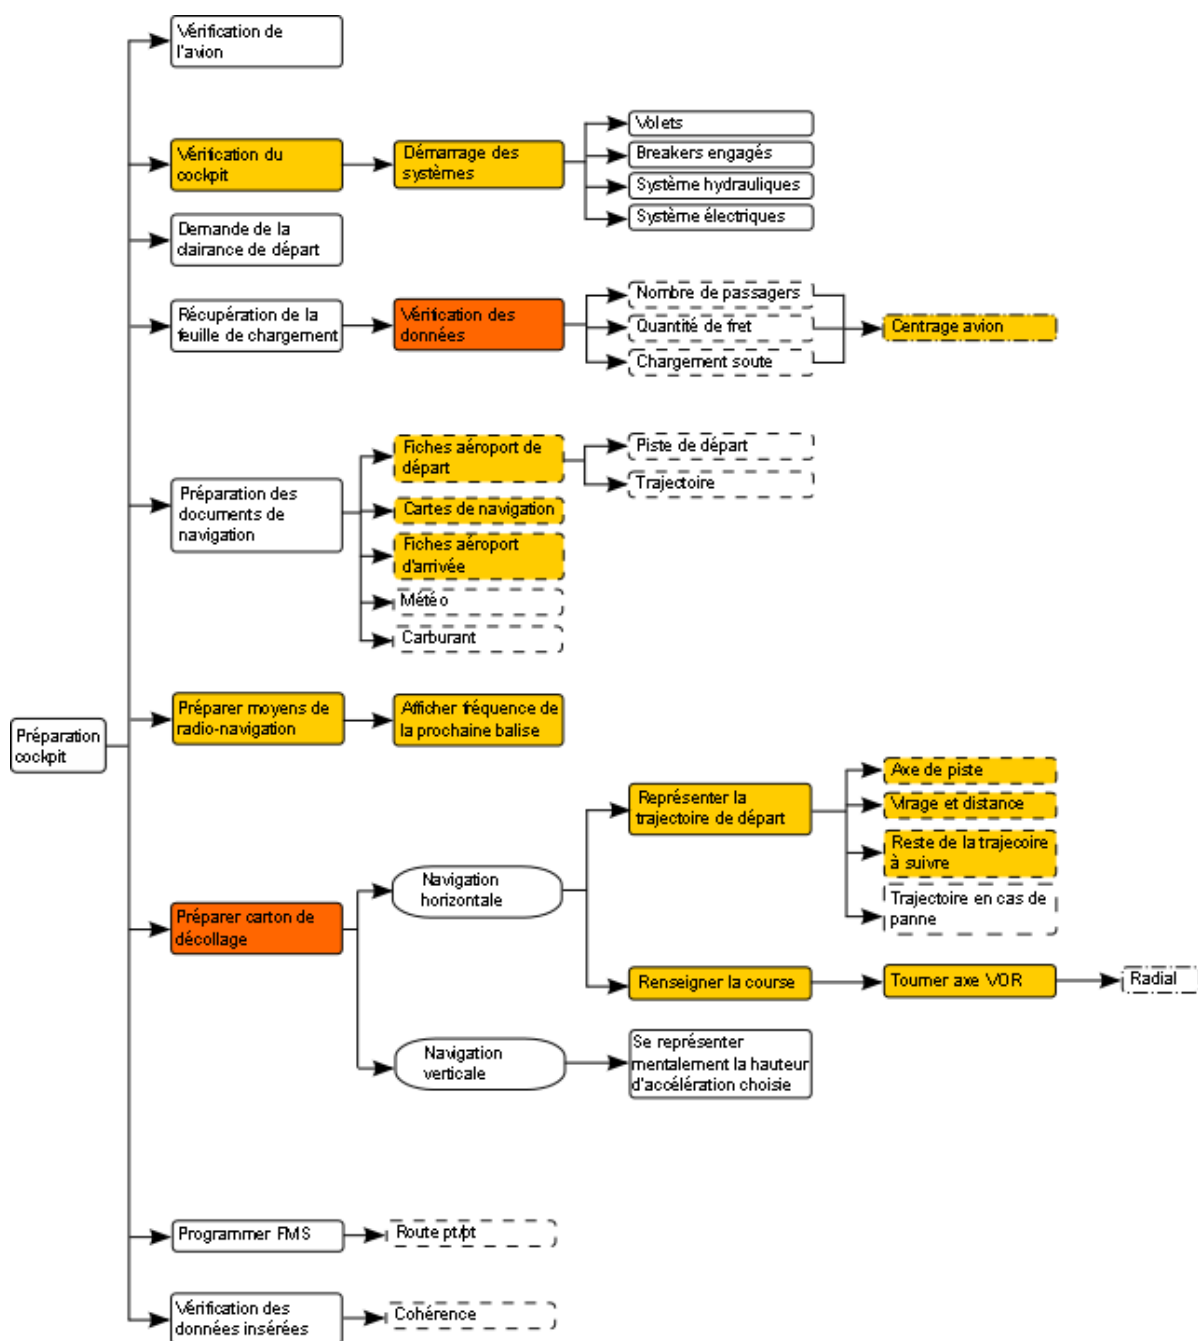 Vérification de
l'avion
Vérification du
cockpit
Démarrage des
systèmes
Volets
Breakers engagés
Système hydrauliques
Système électriques
Demande de la
clairance de départ
Récupération de la
feuille de chargement
Vérification des
données
Nombre de passagers
Quantité de fret
Chargement soute
Centrage avion
Préparation des
documents de
navigation
Fiches aéroport de
départ
Piste de départ
Trajectoire
Cartes de navigation
Fiches aéroport
d'arrivée
Météo
Carburant
Préparation
cockpit
Préparer moyens de
radio-navigation
Afficher fréquence de
la prochaine balise
Préparer carton de
décollage
Navigation
horizontale
Représenter la
trajectoire de départ
Axe de piste
Virage et distance
Reste de la trajecoire
à suivre
Trajectoire en cas de
panne
Renseigner la course
Tourner axe VOR
Radial
Navigation
verticale
Se représenter
mentalement la hauteur
d'accélération choisie
Programmer FMS
Route pt/pt
Vérification des
données insérées
Cohérence